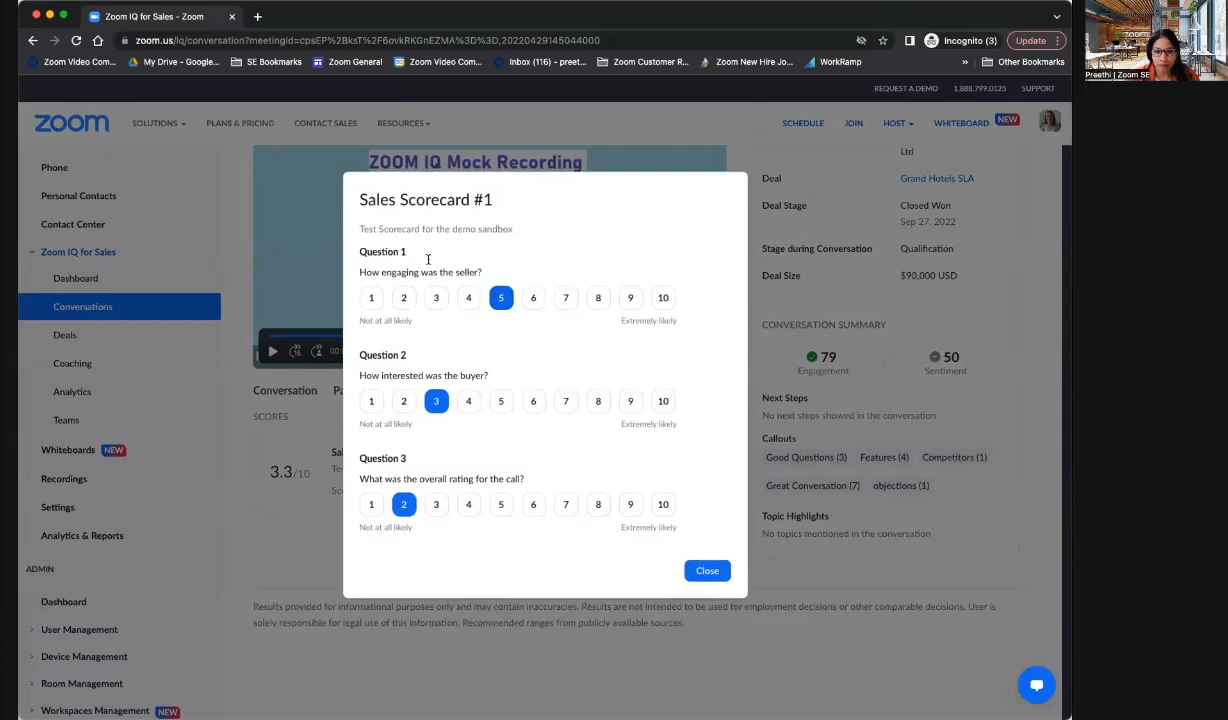 Zoom IQ for Sales - Zoom
zoom.us/iq/conversation?meetingId=cpsEP%2BksT%2F6ovkRKGnEZMA%3D%3D,20220429145044000
Incognito (3)
Update
Zoom Video Com...
My Drive – Google...
SE Bookmarks
Zoom General
Zoom Video Com...
Inbox (116) - preet...
Zoom Customer R...
Zoom New Hire Jo...
WorkRamp
»
Other Bookmarks
Preethi | Zoom SE
REQUEST A DEMO
1.888.799.0125
SUPPORT
zoom
SOLUTIONS
PLANS & PRICING
CONTACT SALES
RESOURCES
SCHEDULE
JOIN
HOST
WHITEBOARD
NEW
Phone
Personal Contacts
Contact Center
Zoom IQ for Sales
Dashboard
Conversations
Deals
Coaching
Analytics
Teams
Whiteboards NEW
Recordings
Settings
Analytics & Reports
ADMIN
Dashboard
User Management
Device Management
Room Management
Workspaces Management NEW
ZOOM IQ Mock Recording
15
15
00:
Conversation
Pa
SCORES
3.3/10
Sal
Te
Sco
Sales Scorecard #1
Test Scorecard for the demo sandbox
Question 1
How engaging was the seller?
1 2 3 4 5 6 7 8 9 10
Not at all likely Extremely likely
Question 2
How interested was the buyer?
1 2 3 4 5 6 7 8 9 10
Not at all likely Extremely likely
Question 3
What was the overall rating for the call?
1 2 3 4 5 6 7 8 9 10
Not at all likely Extremely likely
Close
Ltd
Deal Grand Hotels SLA
Deal Stage Closed Won
Sep 27, 2022
Stage during Conversation Qualification
Deal Size $90,000 USD
CONVERSATION SUMMARY
79
Engagement
50
Sentiment
Next Steps
No next steps showed in the conversation
Callouts
Good Questions (3) Features (4) Competitors (1)
Great Conversation (7) objections (1)
Topic Highlights
No topics mentioned in the conversation
Results provided for informational purposes only and may contain inaccuracies. Results are not intended to be used for employment decisions or other comparable decisions. User is
solely responsible for legal use of this Information. Recommended ranges from publicly available sources.